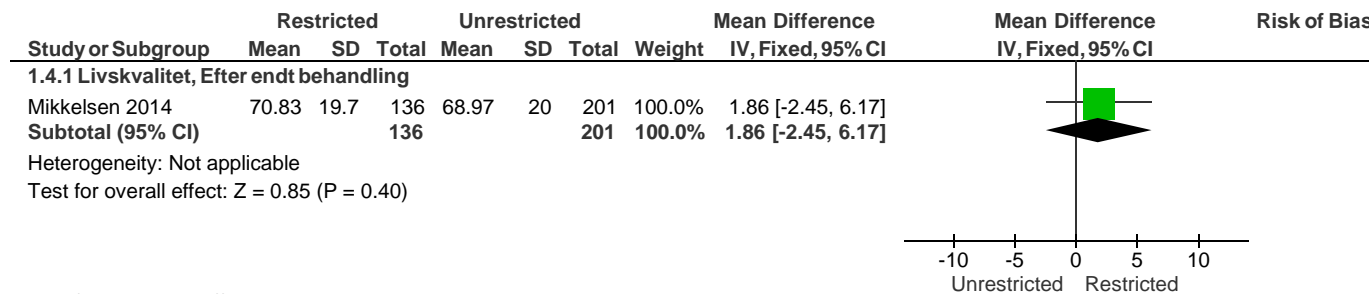 Restricted Unrestricted Mean Difference Mean Difference Risk of Bias
Study or Subgroup Mean SD Total Mean SD Total Weight IV, Fixed, 95% CI IV, Fixed, 95% CI
1.4.1 Livskvalitet, Efter endt behandling
Mikkelsen 2014 70.83 19.7 136 68.97 20 201 100.0% 1.86 [-2.45, 6.17]
Subtotal (95% CI) 136 201 100.0% 1.86 [-2.45, 6.17]
Heterogeneity: Not applicable
Test for overall effect: Z = 0.85 (P = 0.40)
-10 -5 0 5 10
Unrestricted Restricted